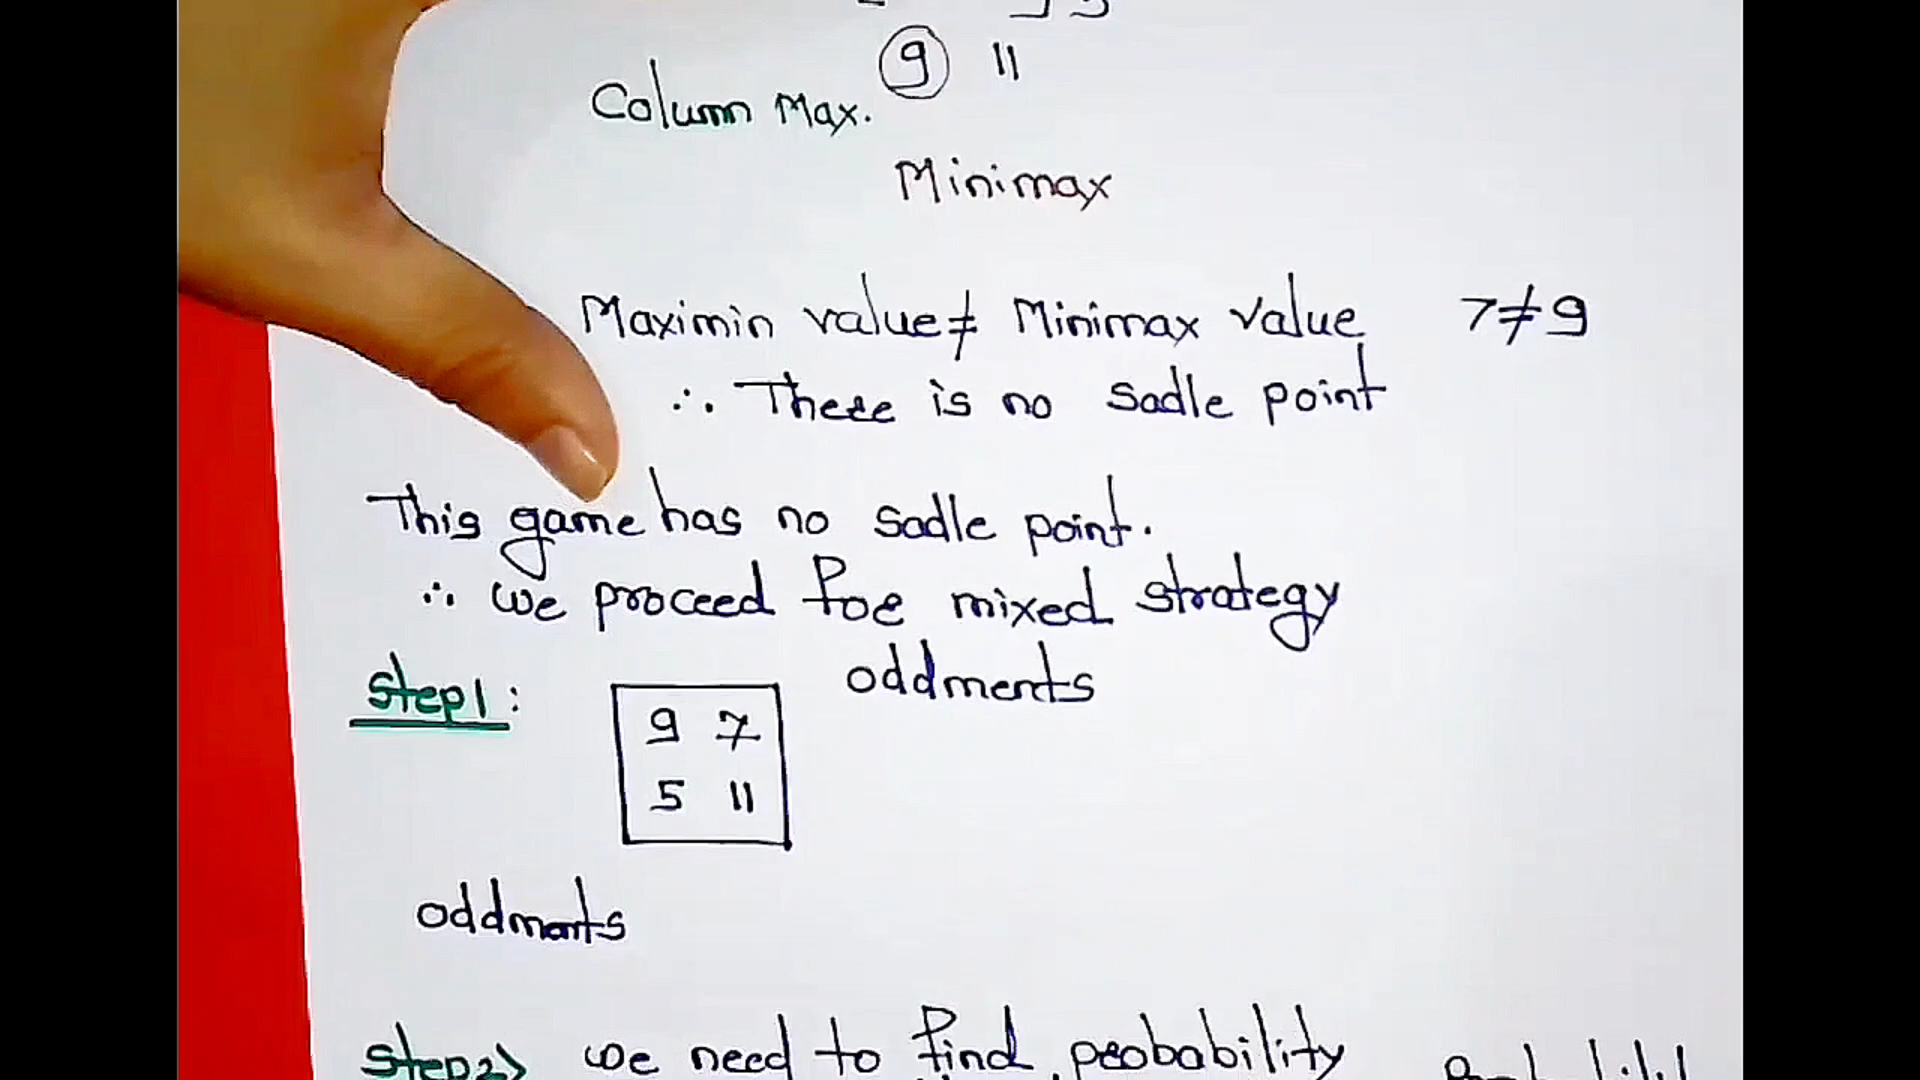 9 11
Column Max.
Minimax
Maximin value ≠ Minimax value 7≠9
∴ There is no sadle point
This game has no sadle point.
∴ we proceed for mixed strategy
Step1: oddments
9 7
5 11
oddments
Step2> we need to find probability